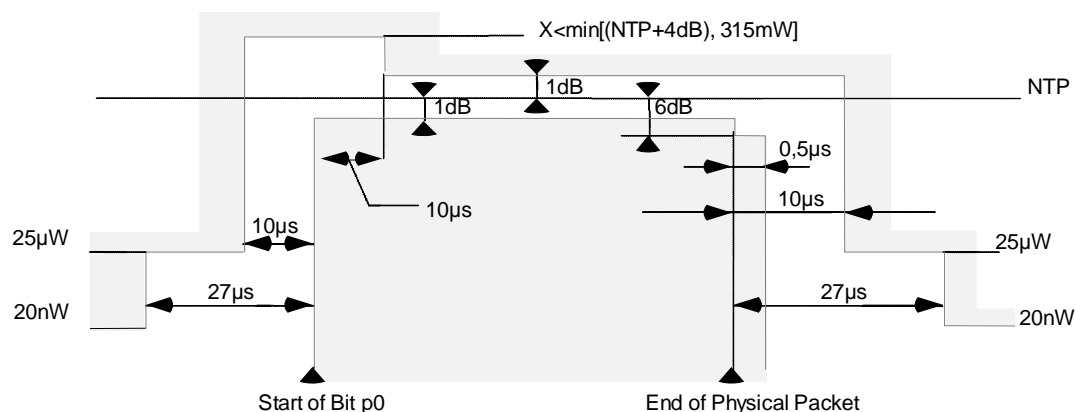 X<min[(NTP+4dB), 315mW]
NTP
1dB
1dB
6dB
0,5µs
10µs
10µs
10µs
25µW
25µW
27µs
27µs
20nW
20nW
Start of Bit p0
End of Physical Packet